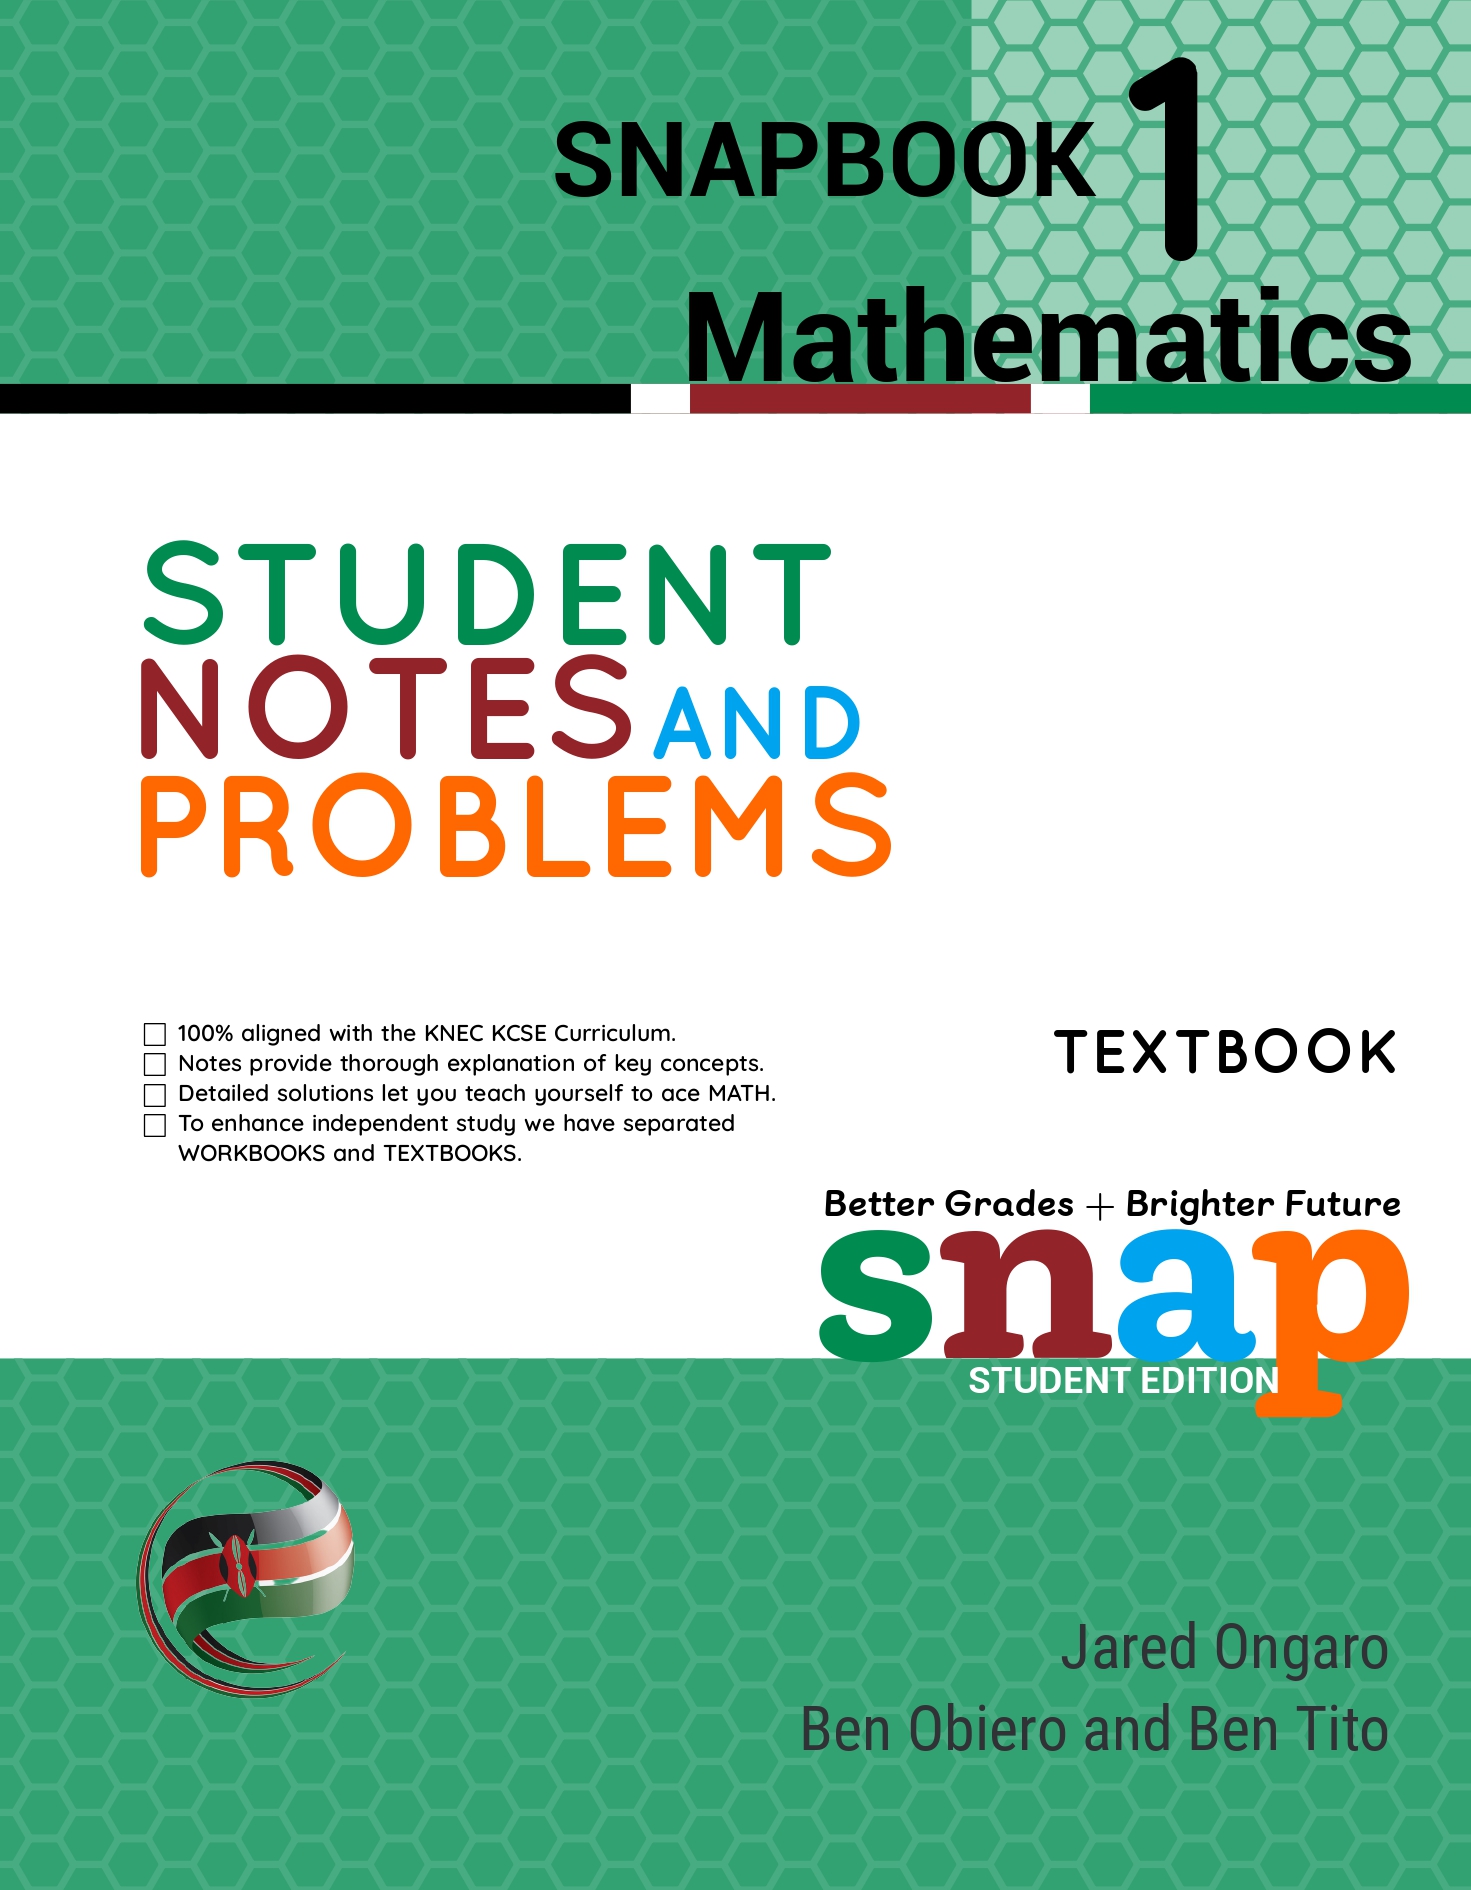 SNAPBOOK 1
Mathematics
STUDENT
NOTES AND
PROBLEMS
100% aligned with the KNEC KCSE Curriculum.
Notes provide thorough explanation of key concepts.
Detailed solutions let you teach yourself to ace MATH.
To enhance independent study we have separated
WORKBOOKS and TEXTBOOKS.
TEXTBOOK
Better Grades + Brighter Future
snap
STUDENT EDITION
Jared Ongaro
Ben Obiero and Ben Tito